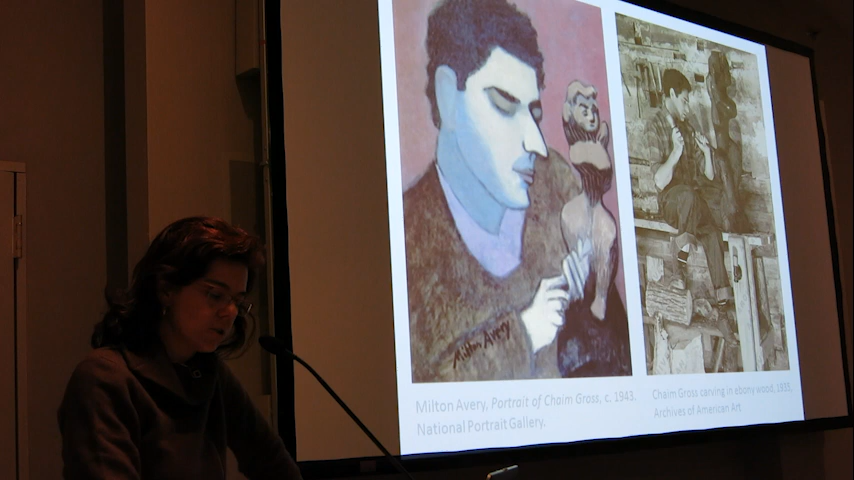 Milton Avery
Milton Avery, Portrait of Chaim Gross, c. 1943,
National Portrait Gallery.
Chaim Gross carving in ebony wood, 1935,
Archives of American Art